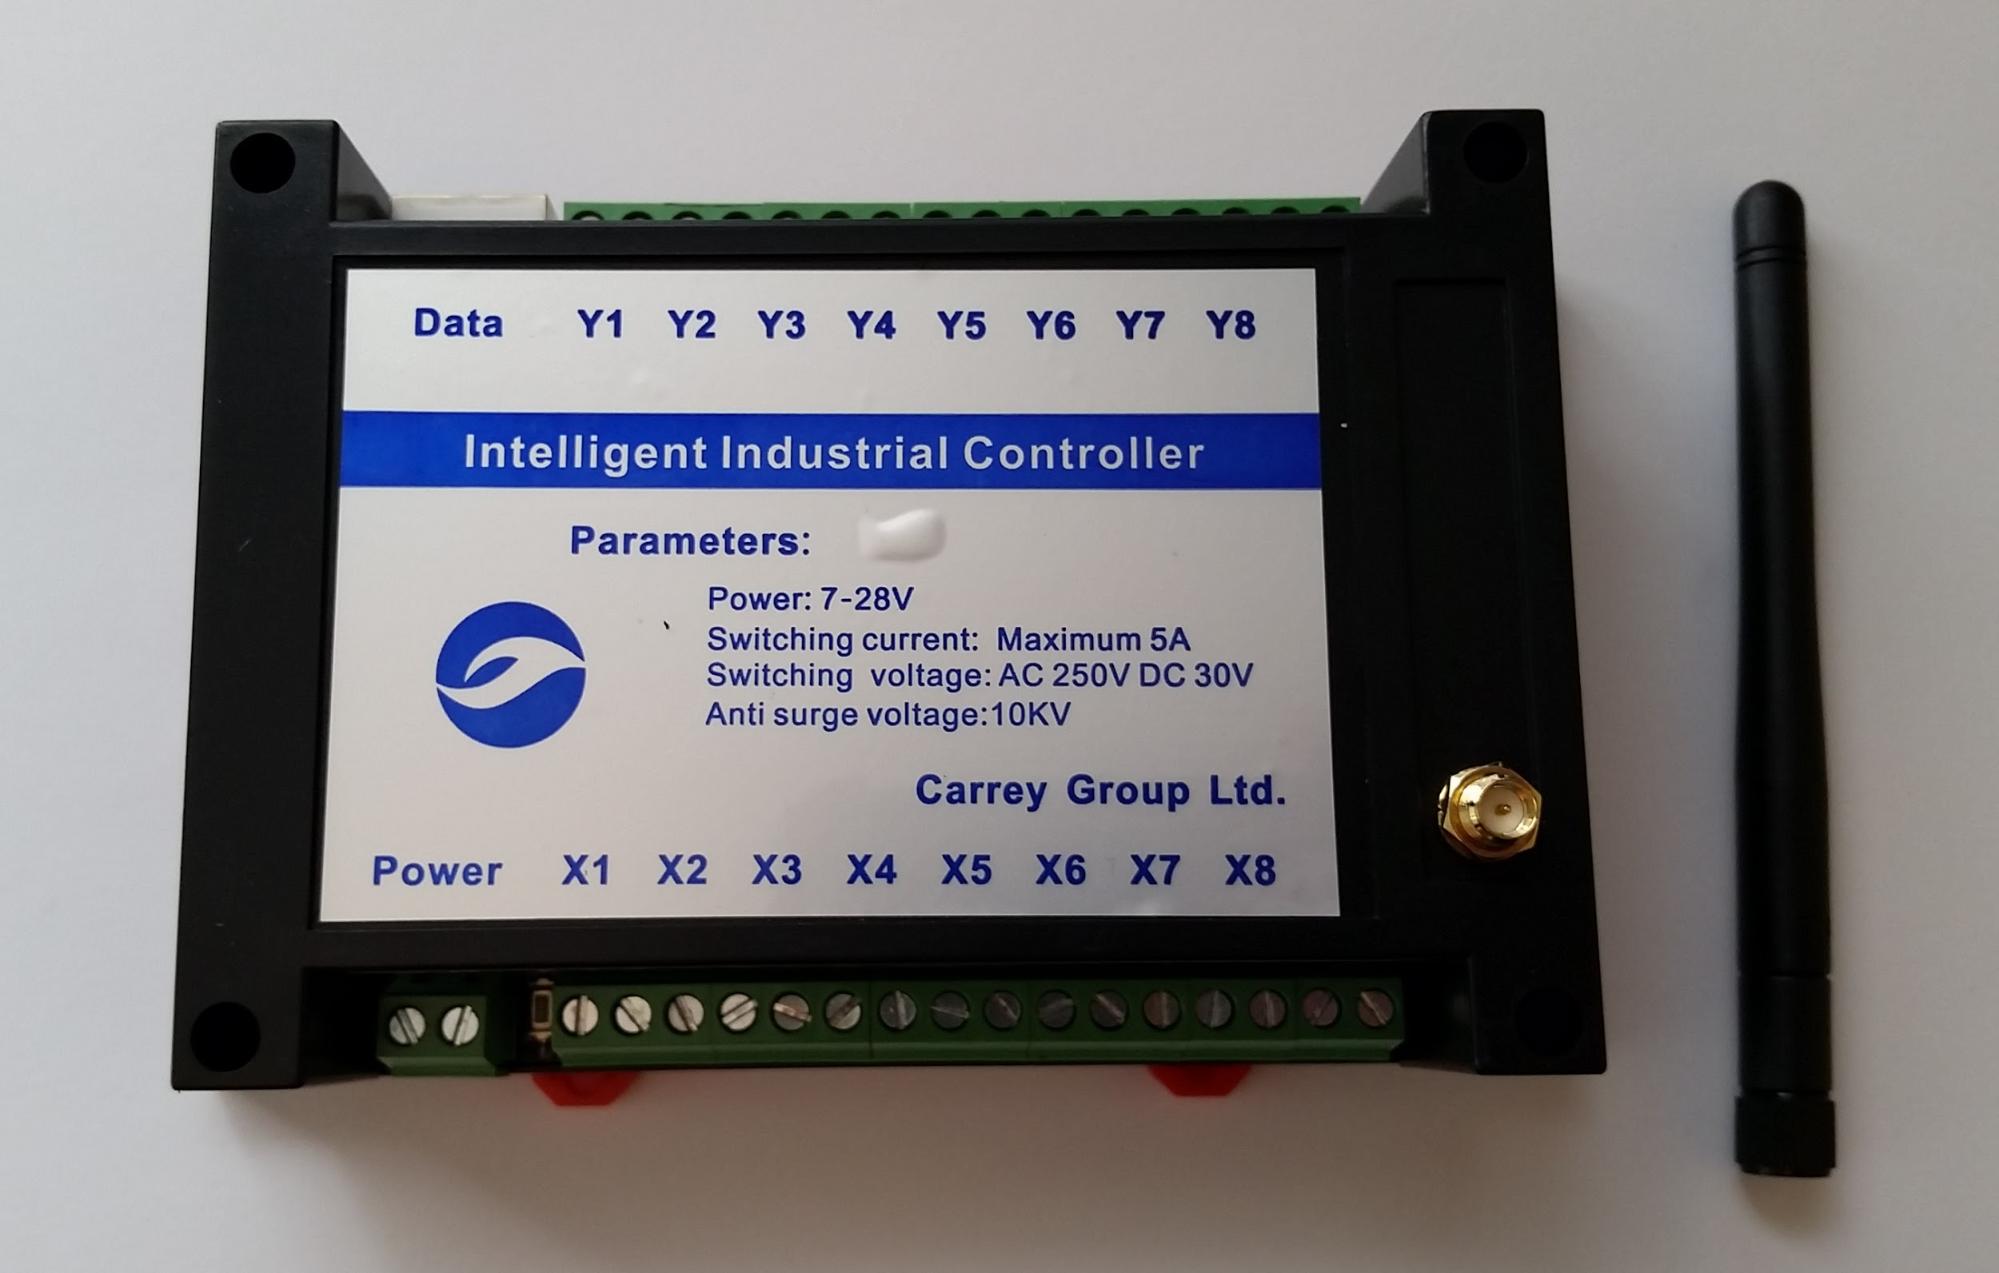 Data Y1 Y2 Y3 Y4 Y5 Y6 Y7 Y8
Intelligent Industrial Controller
Parameters:
Power: 7-28V
Switching current: Maximum 5A
Switching voltage: AC 250V DC 30V
Anti surge voltage:10KV
Carrey Group Ltd.
Power X1 X2 X3 X4 X5 X6 X7 X8